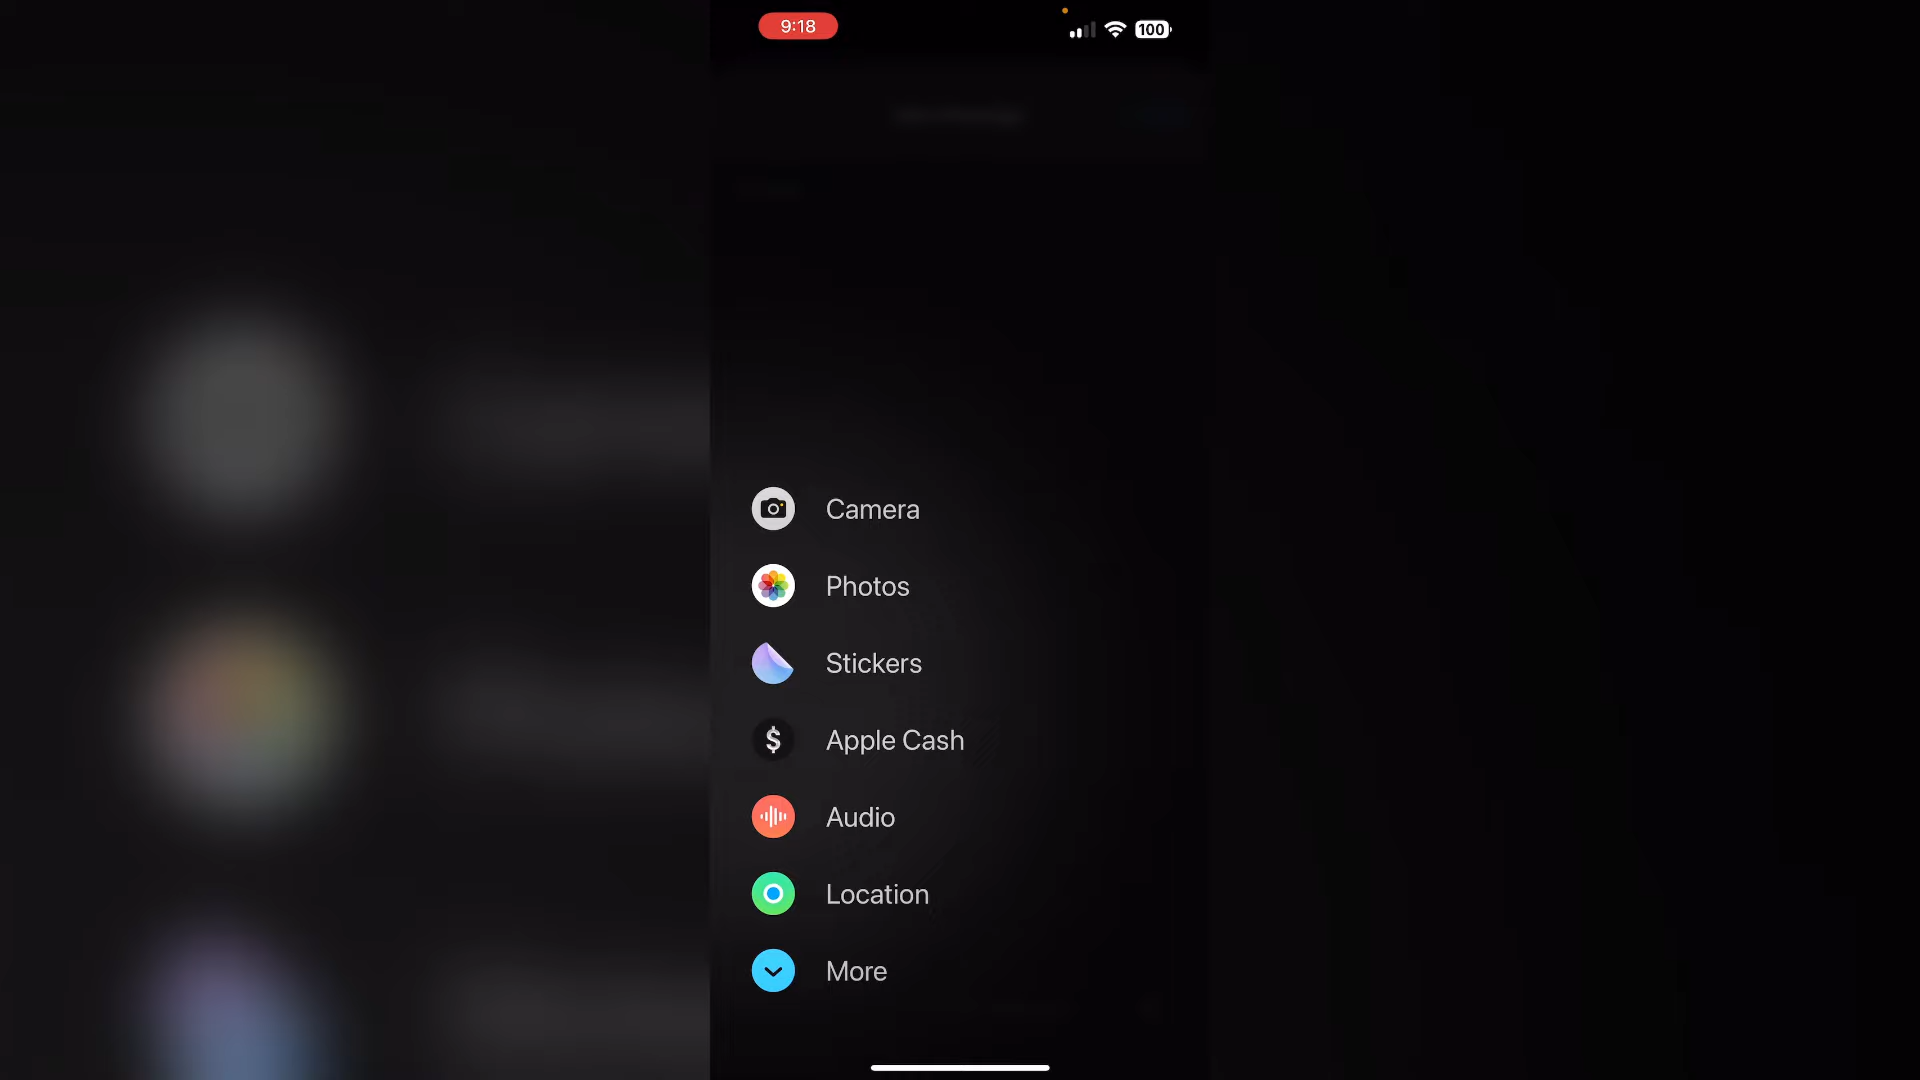 9:18
100
Camera
Photos
Stickers
$
Apple Cash
Audio
Location
More